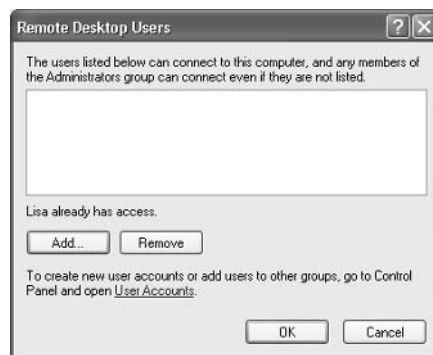 Remote Desktop Users
The users listed below can connect to this computer, and any members of
the Administrators group can connect even if they are not listed.
Lisa already has access.
Add... Remove
To create new user accounts or add users to other groups, go to Control
Panel and open User Accounts.
OK Cancel